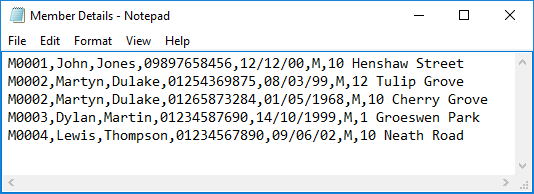 Member Details - Notepad
File Edit Format View Help
M0001,John,Jones,09897658456,12/12/00,M,10 Henshaw Street
M0002,Martyn,Dulake,01254369875,08/03/99,M,12 Tulip Grove
M0002,Martyn,Dulake,01265873284,01/05/1968,M,10 Cherry Grove
M0003,Dylan,Martin,01234587690,14/10/1999,M,1 Groeswen Park
M0004,Lewis,Thompson,01234567890,09/06/02,M,10 Neath Road